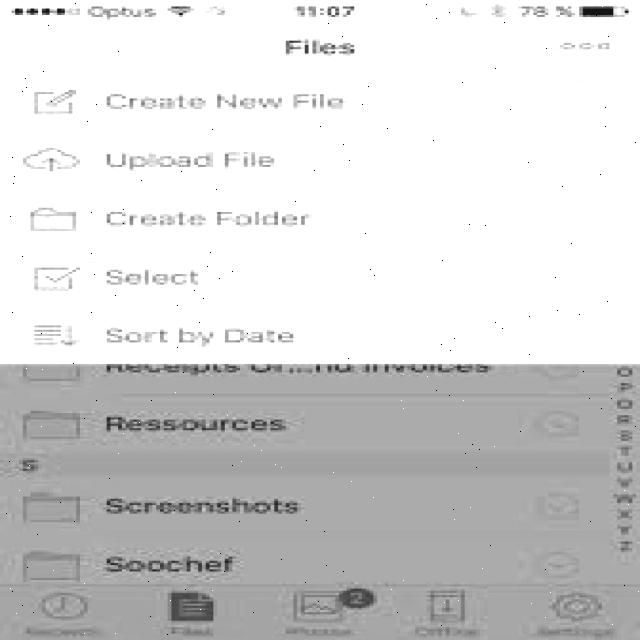 Optus 11:07 78 %
Files
Create New File
Upload File
Create Folder
Select
Sort by Date
Receipts Or...nd Invoices
Ressources
S
Screenshots
Soochef
O
P
Q
R
S
T
U
V
W
X
Y
Z
2
Recents Files Photos Offline Settings